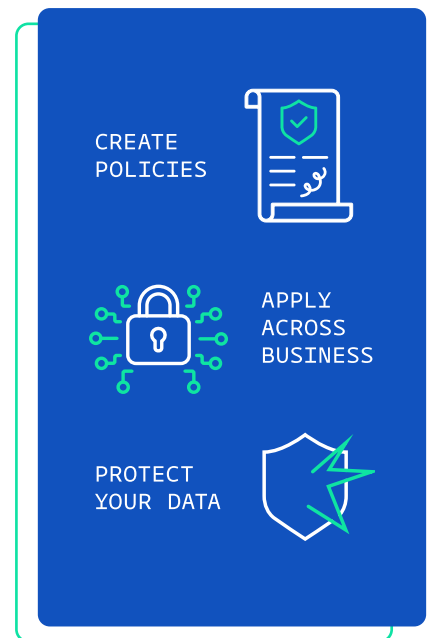 CREATE
POLICIES
APPLY
ACROSS
BUSINESS
PROTECT
YOUR DATA